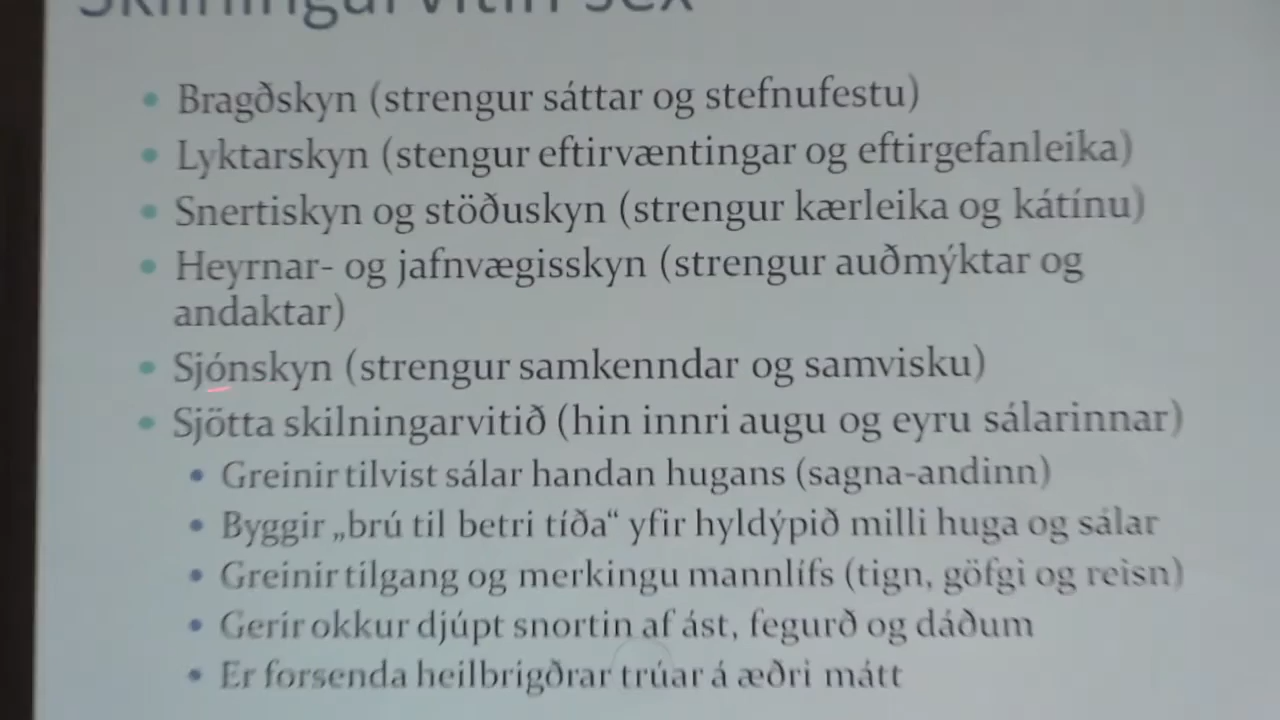 Skilningarvitin sex
Bragðskyn (strengur sáttar og stefnufestu)
Lyktarskyn (stengur eftirvæntingar og eftirgefanleika)
Snertiskyn og stöðuskyn (strengur kærleika og kátínu)
Heyrnar- og jafnvægisskyn (strengur auðmýktar og
andaktar)
Sjónskyn (strengur samkenndar og samvisku)
Sjötta skilningarvitið (hin innri augu og eyru sálarinnar)
Greinir tilvist sálar handan hugans (sagna-andinn)
Byggir „brú til betri tíða“ yfir hyldýpið milli huga og sálar
Greinir tilgang og merkingu mannlífs (tign, göfgi og reisn)
Gerir okkur djúpt snortin af ást, fegurð og dáðum
Er forsenda heilbrigðrar trúar á æðri mátt